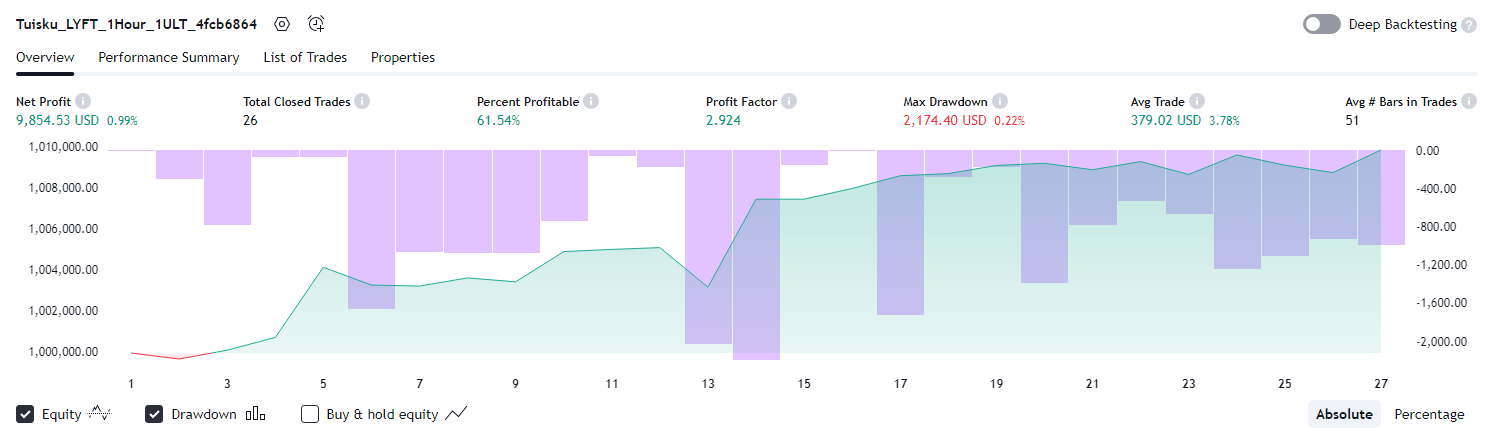 Tuisku_LYFT_1Hour_1ULT_4fcb6864 Deep Backtesting ?
Overview Performance Summary List of Trades Properties
Net Profit i Total Closed Trades i Percent Profitable i Profit Factor i Max Drawdown i Avg Trade i Avg # Bars in Trades i
9,854.53 USD 0.99% 26 61.54% 2.924 2,174.40 USD 0.22% 379.02 USD 3.78% 51
1,010,000.00 0.00
1,008,000.00 -400.00
1,006,000.00 -800.00
1,004,000.00 -1,200.00
1,002,000.00 -1,600.00
1,000,000.00 -2,000.00
1 3 5 7 9 11 13 15 17 19 21 23 25 27
Equity Drawdown Buy & hold equity Absolute Percentage